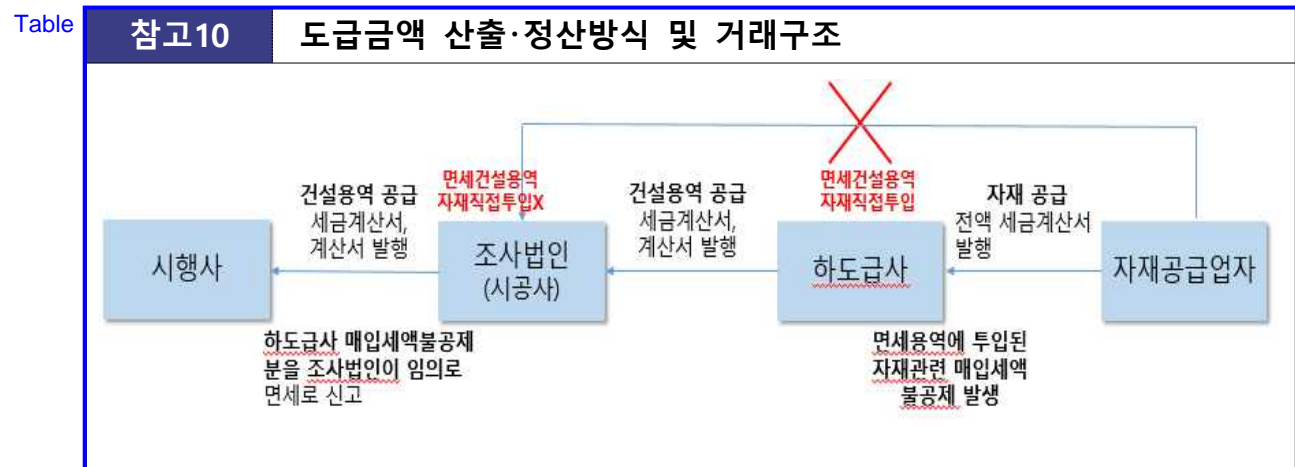 Table
참고10 도급금액 산출·정산방식 및 거래구조
건설용역 공급
세금계산서,
계산서 발행
면세건설용역
자재직접투입X
건설용역 공급
세금계산서,
계산서 발행
면세건설용역
자재직접투입
자재 공급
전액 세금계산서
발행
시행사
조사법인
(시공사)
하도급사
자재공급업자
하도급사 매입세액불공제
분을 조사법인이 임의로
면세로 신고
면세용역에 투입된
자재관련 매입세액
불공제 발생